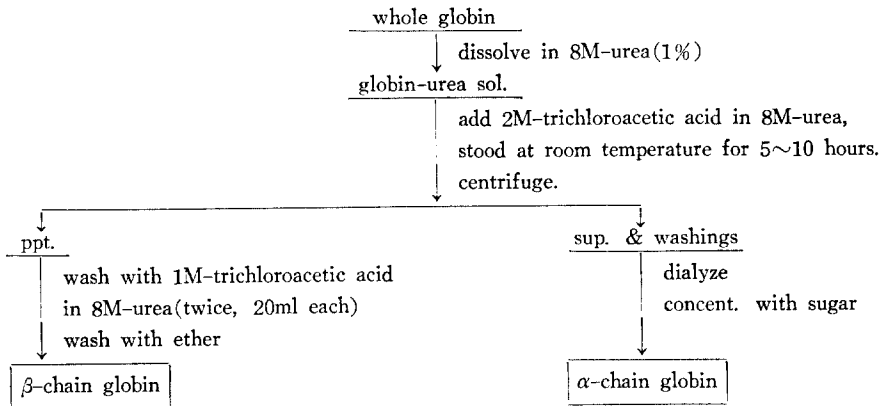 whole globin
dissolve in 8M-urea(1%)
globin-urea sol.
add 2M-trichloroacetic acid in 8M-urea,
stood at room temperature for 5~10 hours.
centrifuge.
ppt.
wash with 1M-trichloroacetic acid
in 8M-urea(twice, 20ml each)
wash with ether
β-chain globin
sup. & washings
dialyze
concent. with sugar
α-chain globin